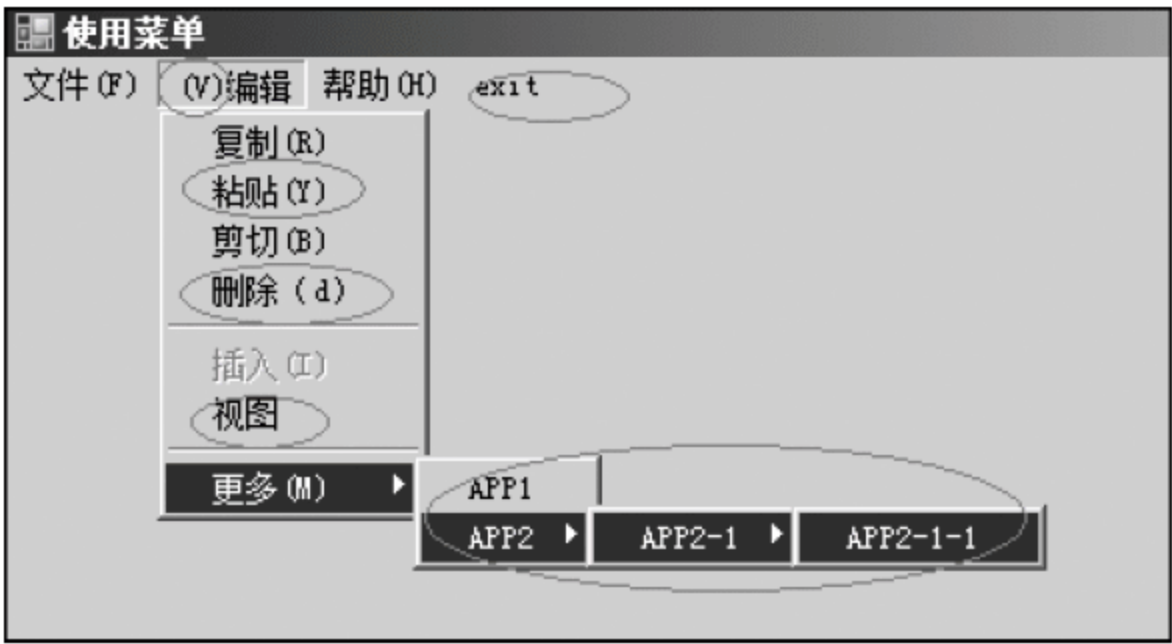 使用菜单
文件(F) (V)编辑 帮助(H) exit
复制(R)
粘贴(Y)
剪切(B)
删除（d）
插入(I)
视图
更多(M) APP1
APP2 APP2-1 APP2-1-1